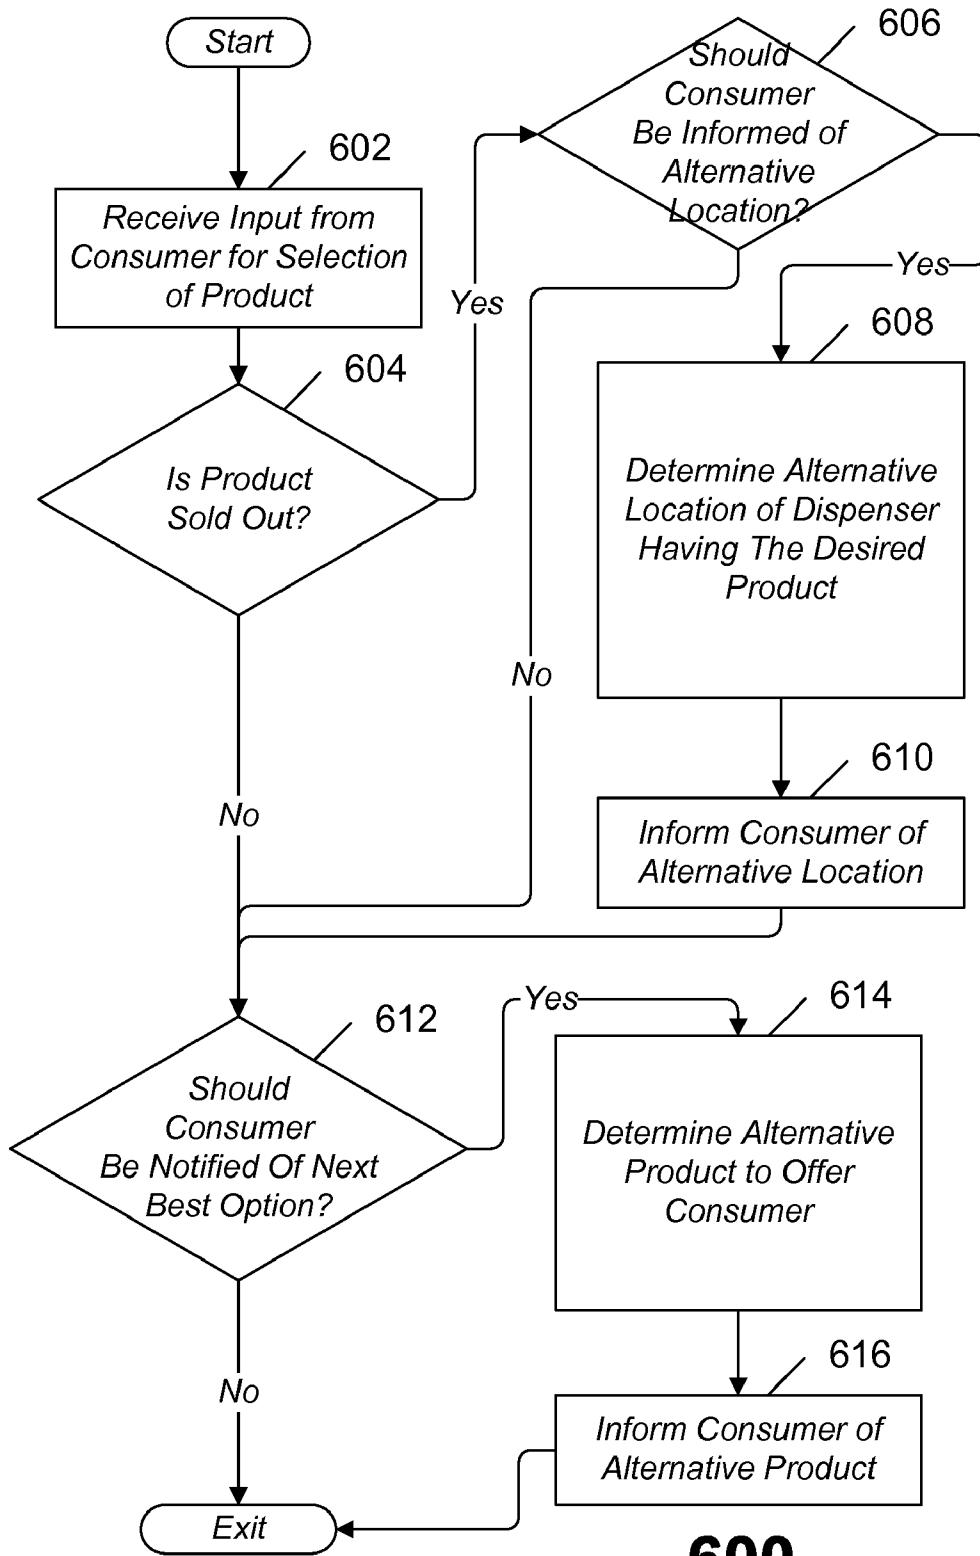 Start
602
Receive Input from
Consumer for Selection
of Product
604
Is Product
Sold Out?
Yes
No
606
Should
Consumer
Be Informed of
Alternative
Location?
Yes
No
608
Determine Alternative
Location of Dispenser
Having The Desired
Product
610
Inform Consumer of
Alternative Location
612
Should
Consumer
Be Notified Of Next
Best Option?
Yes
No
614
Determine Alternative
Product to Offer
Consumer
616
Inform Consumer of
Alternative Product
Exit
600